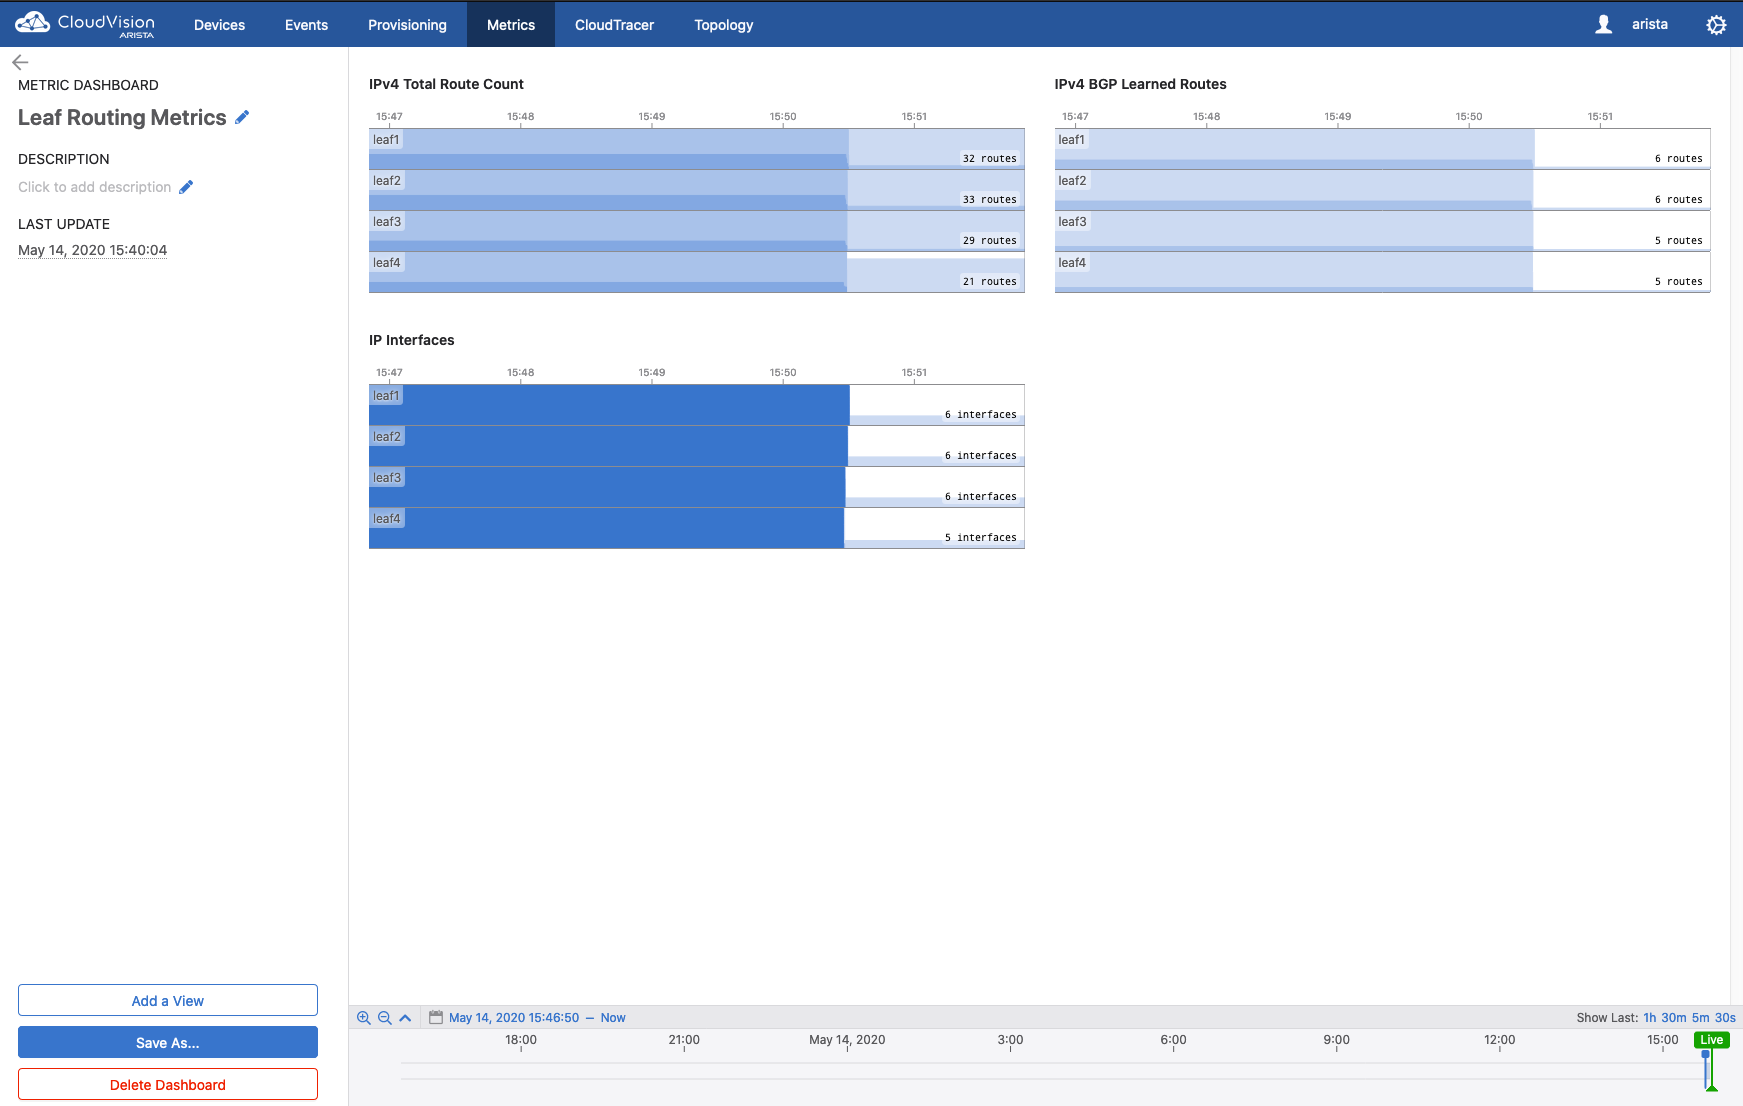 CloudVision
ARISTA
Devices
Events
Provisioning
Metrics
CloudTracer
Topology
arista
METRIC DASHBOARD
Leaf Routing Metrics
DESCRIPTION
Click to add description
LAST UPDATE
May 14, 2020 15:40:04
IPv4 Total Route Count
15:47 15:48 15:49 15:50 15:51
leaf1
32 routes
leaf2
33 routes
leaf3
29 routes
leaf4
21 routes
IPv4 BGP Learned Routes
15:47 15:48 15:49 15:50 15:51
leaf1
6 routes
leaf2
6 routes
leaf3
5 routes
leaf4
5 routes
IP Interfaces
15:47 15:48 15:49 15:50 15:51
leaf1
6 interfaces
leaf2
6 interfaces
leaf3
6 interfaces
leaf4
5 interfaces
Add a View
Save As...
Delete Dashboard
May 14, 2020 15:46:50 – Now
Show Last: 1h 30m 5m 30s
18:00 21:00 May 14, 2020 3:00 6:00 9:00 12:00 15:00 Live